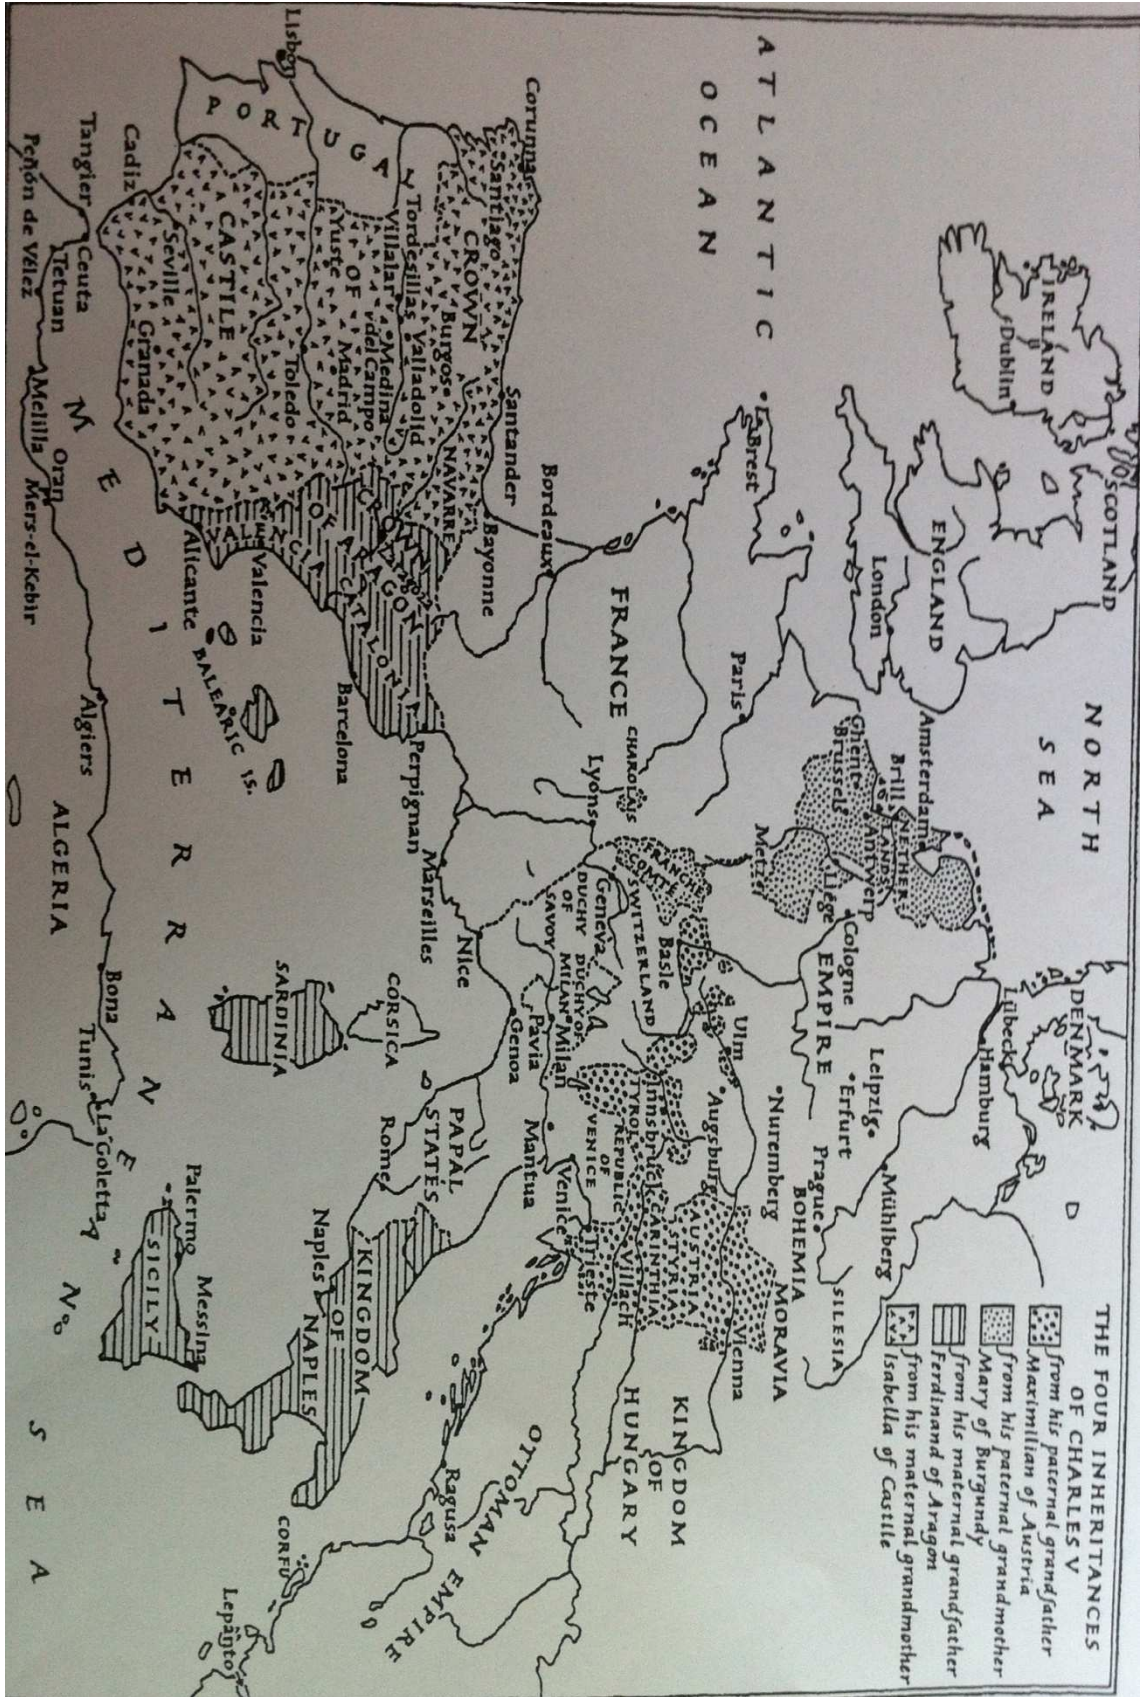 THE FOUR INHERITANCES
OF CHARLES V
from his paternal grandfather
Maximilian of Austria
from his paternal grandmother
Mary of Burgundy
from his maternal grandfather
Ferdinand of Aragon
from his maternal grandmother
Isabella of Castile
ATLANTIC
OCEAN
NORTH
SEA
IRELAND
Dublin
SCOTLAND
ENGLAND
London
DENMARK
Lübeck
Hamburg
Amsterdam
Brill
NETHER
LANDS
Ghent
Antwerp
Brussels
Liége
Cologne
EMPIRE
Leipzig
Erfurt
Mühlberg
Nuremberg
Prague
BOHEMIA
SILESIA
MORAVIA
Brest
Paris
Metz
FRANCE
CHAROLAIS
Lyons
FRANCHE
COMTÉ
Basle
SWITZERLAND
Geneva
DUCHY
OF
SAVOY
DUCHY OF
MILAN
Milan
Pavia
Ulm
Augsburg
Innsbruck
TYROL
REPUBLIC
OF
VENICE
Venice
Mantua
Trieste
Villach
CARINTHIA
STYRIA
AUSTRIA
Vienna
KINGDOM
OF
HUNGARY
OTTOMAN EMPIRE
Bordeaux
Bayonne
Corunna
Santiago
Santander
NAVARRE
CROWN
OF
CASTILE
Burgos
Tordesillas
Valladolid
Villalar
Medina
del Campo
Yuste
Madrid
Toledo
Seville
Granada
Cadiz
PORTUGAL
Lisbon
CROWN OF
ARAGON
CATALONIA
VALENCIA
Valencia
Alicante
Barcelona
Perpignan
Marseilles
Nice
Genoa
BALEARIC IS.
CORSICA
SARDINIA
PAPAL
STATES
Rome
KINGDOM
OF
NAPLES
Naples
Palermo
Messina
SICILY
Ragusa
CORFU
Lepanto
MEDITERRANEAN SEA
Tangier
Ceuta
Tetuan
Peñón de Vélez
Melilla
Oran
Mers-el-Kebir
Algiers
ALGERIA
Bona
Tunis
La Goletta